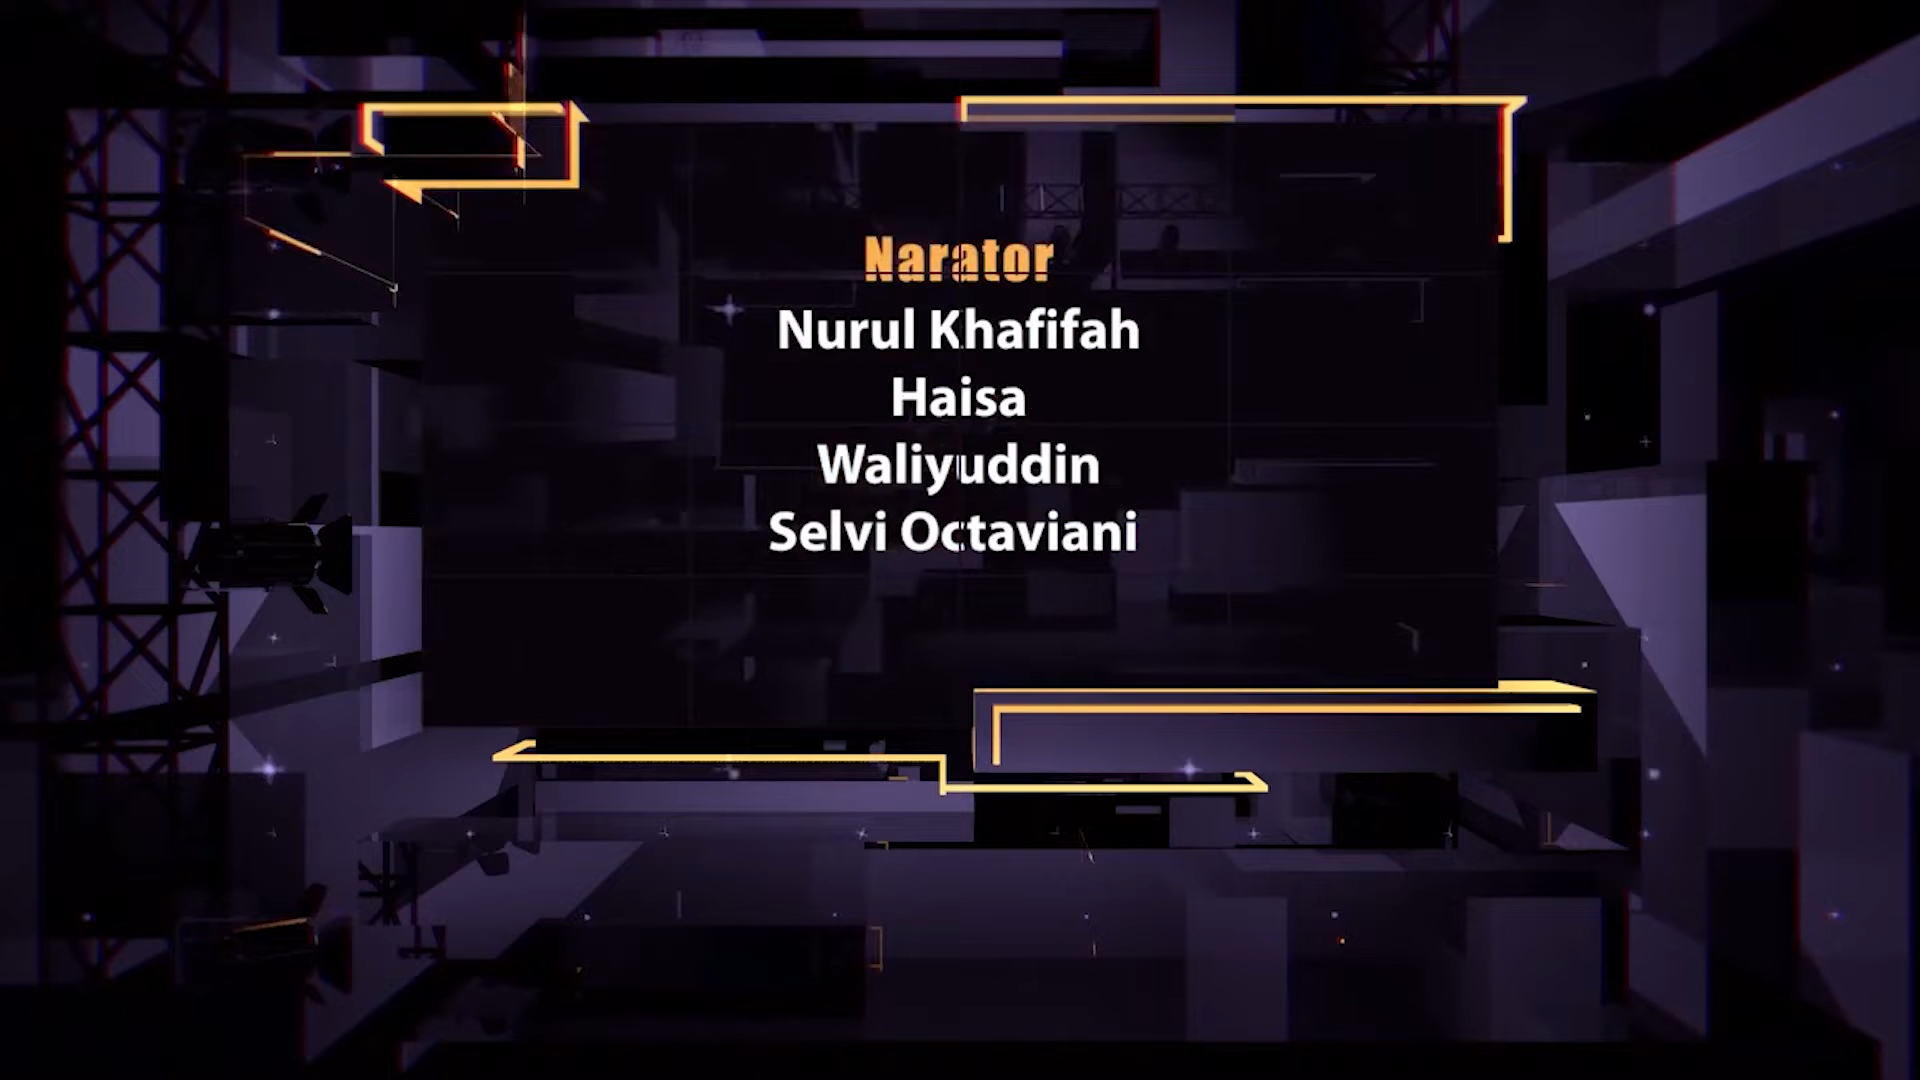 Narator
Nurul Khafifah
Haisa
Waliyuddin
Selvi Octaviani